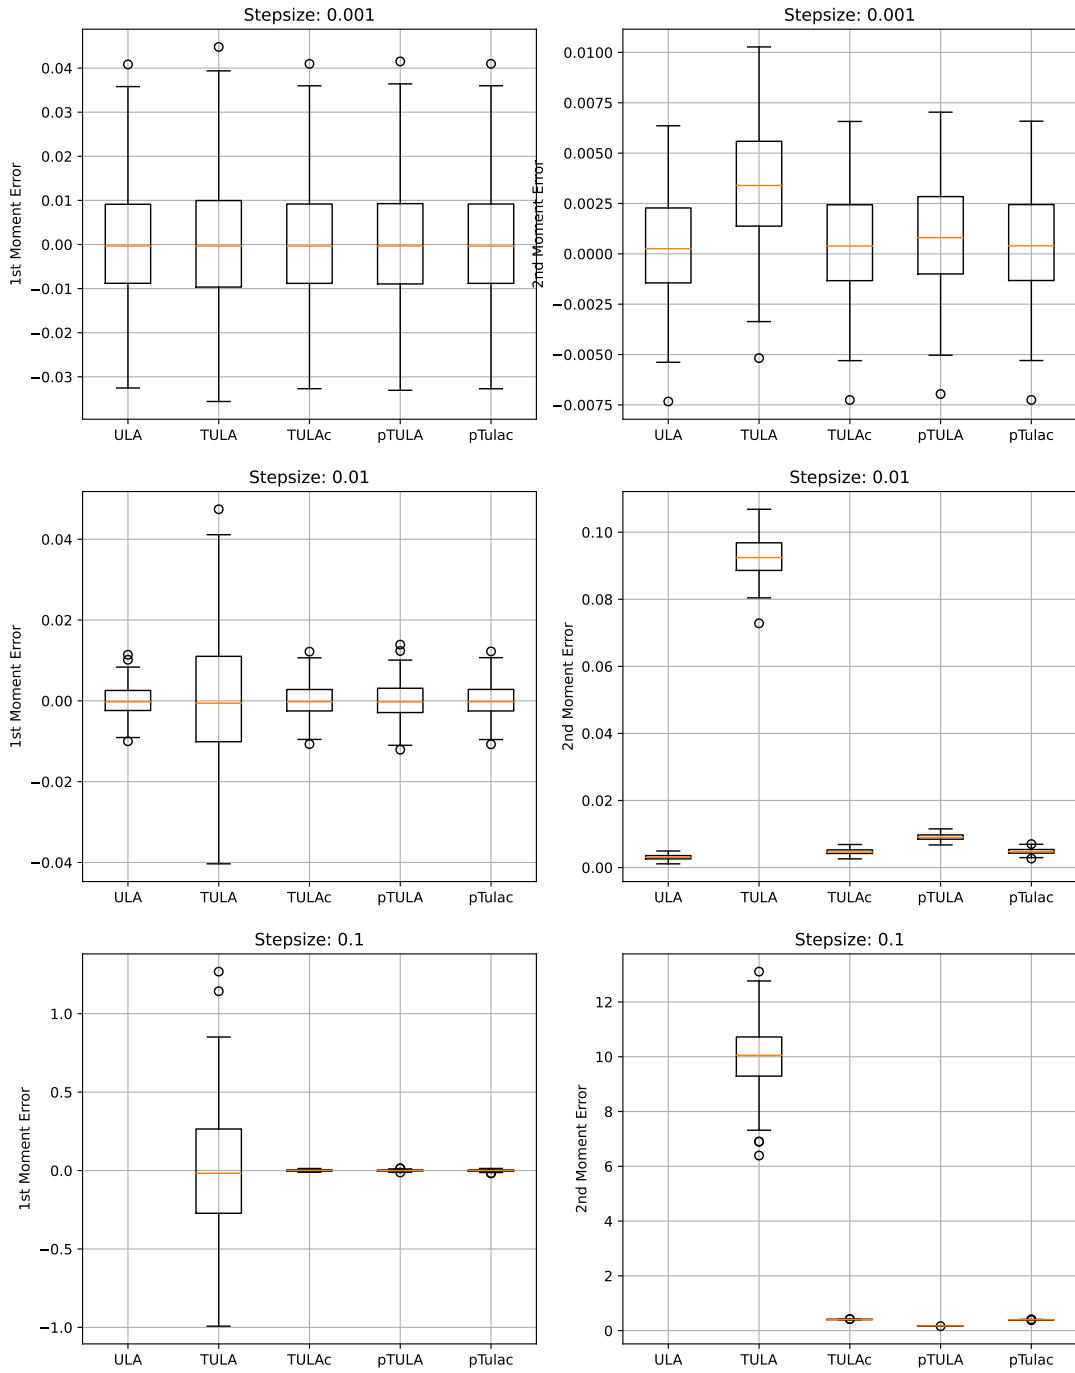 Stepsize: 0.001
1st Moment Error
0.04
0.03
0.02
0.01
0.00
−0.01
−0.02
−0.03
ULA TULA TULAc pTULA pTulac
Stepsize: 0.001
2nd Moment Error
0.0100
0.0075
0.0050
0.0025
0.0000
−0.0025
−0.0050
−0.0075
ULA TULA TULAc pTULA pTulac
Stepsize: 0.01
1st Moment Error
0.04
0.02
0.00
−0.02
−0.04
ULA TULA TULAc pTULA pTulac
Stepsize: 0.01
2nd Moment Error
0.10
0.08
0.06
0.04
0.02
0.00
ULA TULA TULAc pTULA pTulac
Stepsize: 0.1
1st Moment Error
1.0
0.5
0.0
−0.5
−1.0
ULA TULA TULAc pTULA pTulac
Stepsize: 0.1
2nd Moment Error
12
10
8
6
4
2
0
ULA TULA TULAc pTULA pTulac